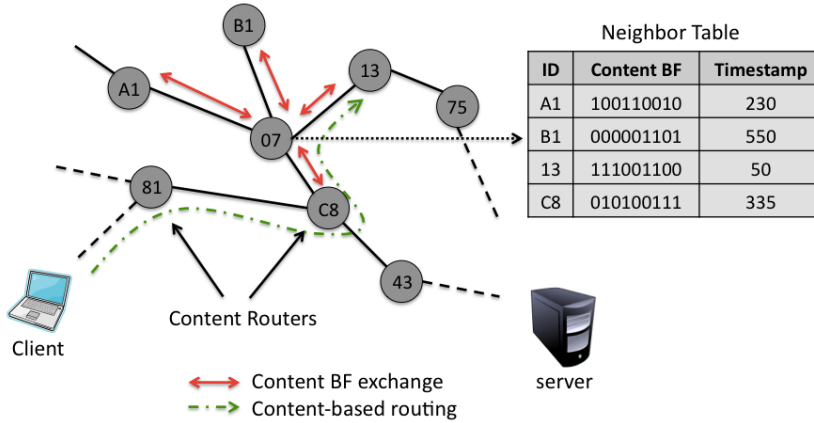 B1
Neighbor Table
13
A1
ID Content BF Timestamp
75
A1 100110010 230
07
B1 000001101 550
13 111001100 50
81
C8 010100111 335
C8
43
Content Routers
Client
Content BF exchange
server
Content-based routing